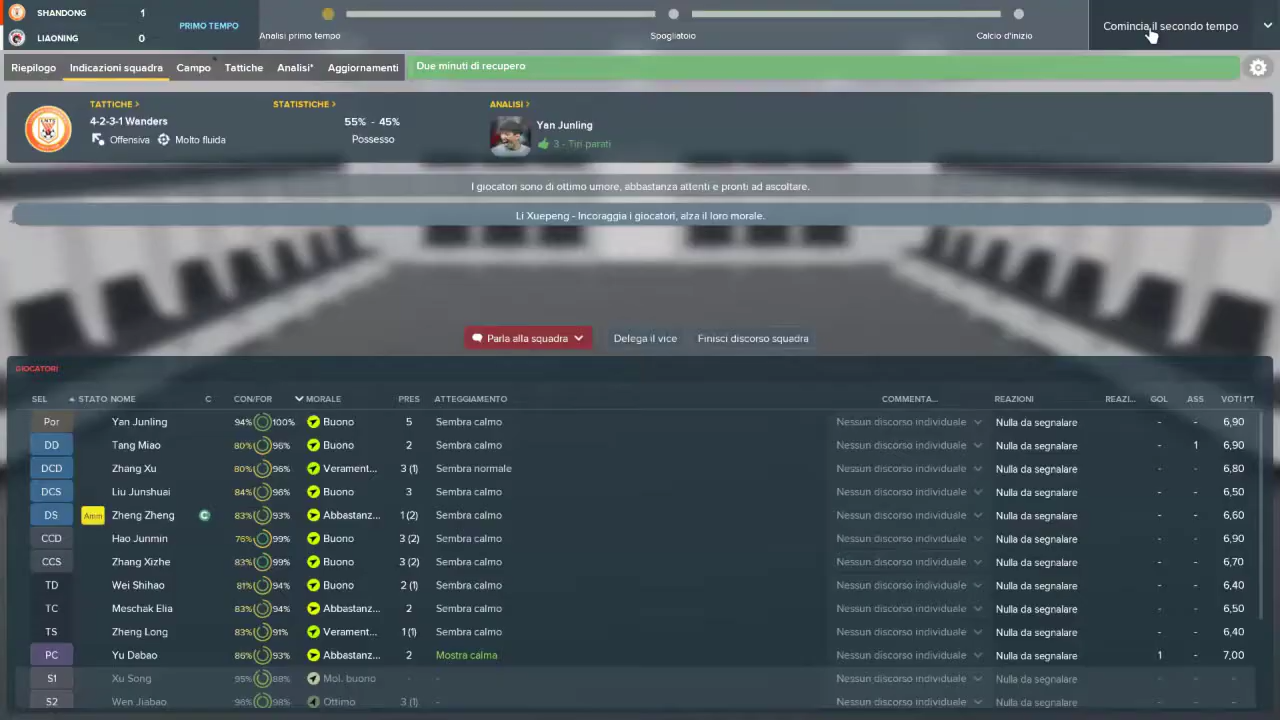 SHANDONG 1
LIAONING 0
PRIMO TEMPO
Analisi primo tempo
Spogliatoio
Calcio d'inizio
Comincia il secondo tempo
Riepilogo Indicazioni squadra Campo Tattiche Analisi* Aggiornamenti
Due minuti di recupero
TATTICHE >
4-2-3-1 Wanders
Offensiva Molto fluida
STATISTICHE >
55% - 45%
Possesso
ANALISI >
Yan Junling
3 - Tiri parati
I giocatori sono di ottimo umore, abbastanza attenti e pronti ad ascoltare.
Li Xuepeng - Incoraggia i giocatori, alza il loro morale.
Parla alla squadra Delega il vice Finisci discorso squadra
GIOCATORI
SEL STATO NOME C CON/FOR MORALE PRES ATTEGGIAMENTO COMMENTA... REAZIONI REAZI... GOL ASS VOTI 1°T
Por Yan Junling 94% 100% Buono 5 Sembra calmo Nessun discorso individuale Nulla da segnalare - - 6,90
DD Tang Miao 80% 96% Buono 2 Sembra calmo Nessun discorso individuale Nulla da segnalare - 1 6,90
DCD Zhang Xu 80% 96% Verament... 3 (1) Sembra normale Nessun discorso individuale Nulla da segnalare - - 6,80
DCS Liu Junshuai 84% 96% Buono 3 Sembra calmo Nessun discorso individuale Nulla da segnalare - - 6,50
DS Amm Zheng Zheng C 83% 93% Abbastanz... 1 (2) Sembra calmo Nessun discorso individuale Nulla da segnalare - - 6,60
CCD Hao Junmin 76% 99% Buono 3 (2) Sembra calmo Nessun discorso individuale Nulla da segnalare - - 6,90
CCS Zhang Xizhe 83% 99% Buono 3 (2) Sembra calmo Nessun discorso individuale Nulla da segnalare - - 6,70
TD Wei Shihao 81% 94% Buono 2 (1) Sembra calmo Nessun discorso individuale Nulla da segnalare - - 6,40
TC Meschak Elia 83% 94% Abbastanz... 2 Sembra calmo Nessun discorso individuale Nulla da segnalare - - 6,50
TS Zheng Long 83% 91% Verament... 1 (1) Sembra calmo Nessun discorso individuale Nulla da segnalare - - 6,40
PC Yu Dabao 86% 93% Abbastanz... 2 Mostra calma Nessun discorso individuale Nulla da segnalare 1 - 7,00
S1 Xu Song 95% 88% Mol. buono - - Nessun discorso individuale Nulla da segnalare - - -
S2 Wen Jiabao 96% 98% Ottimo 3 (1) - Nessun discorso individuale Nulla da segnalare - - -